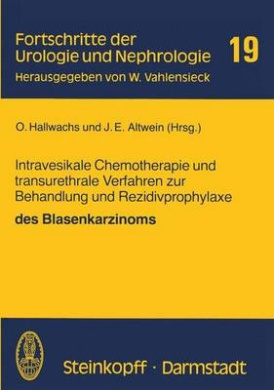 Fortschritte der
Urologie und Nephrologie
Herausgegeben von W. Vahlensieck
19
O. Hallwachs und J. E. Altwein (Hrsg.)
Intravesikale Chemotherapie und
transurethrale Verfahren zur
Behandlung und Rezidivprophylaxe
des Blasenkarzinoms
Steinkopff · Darmstadt